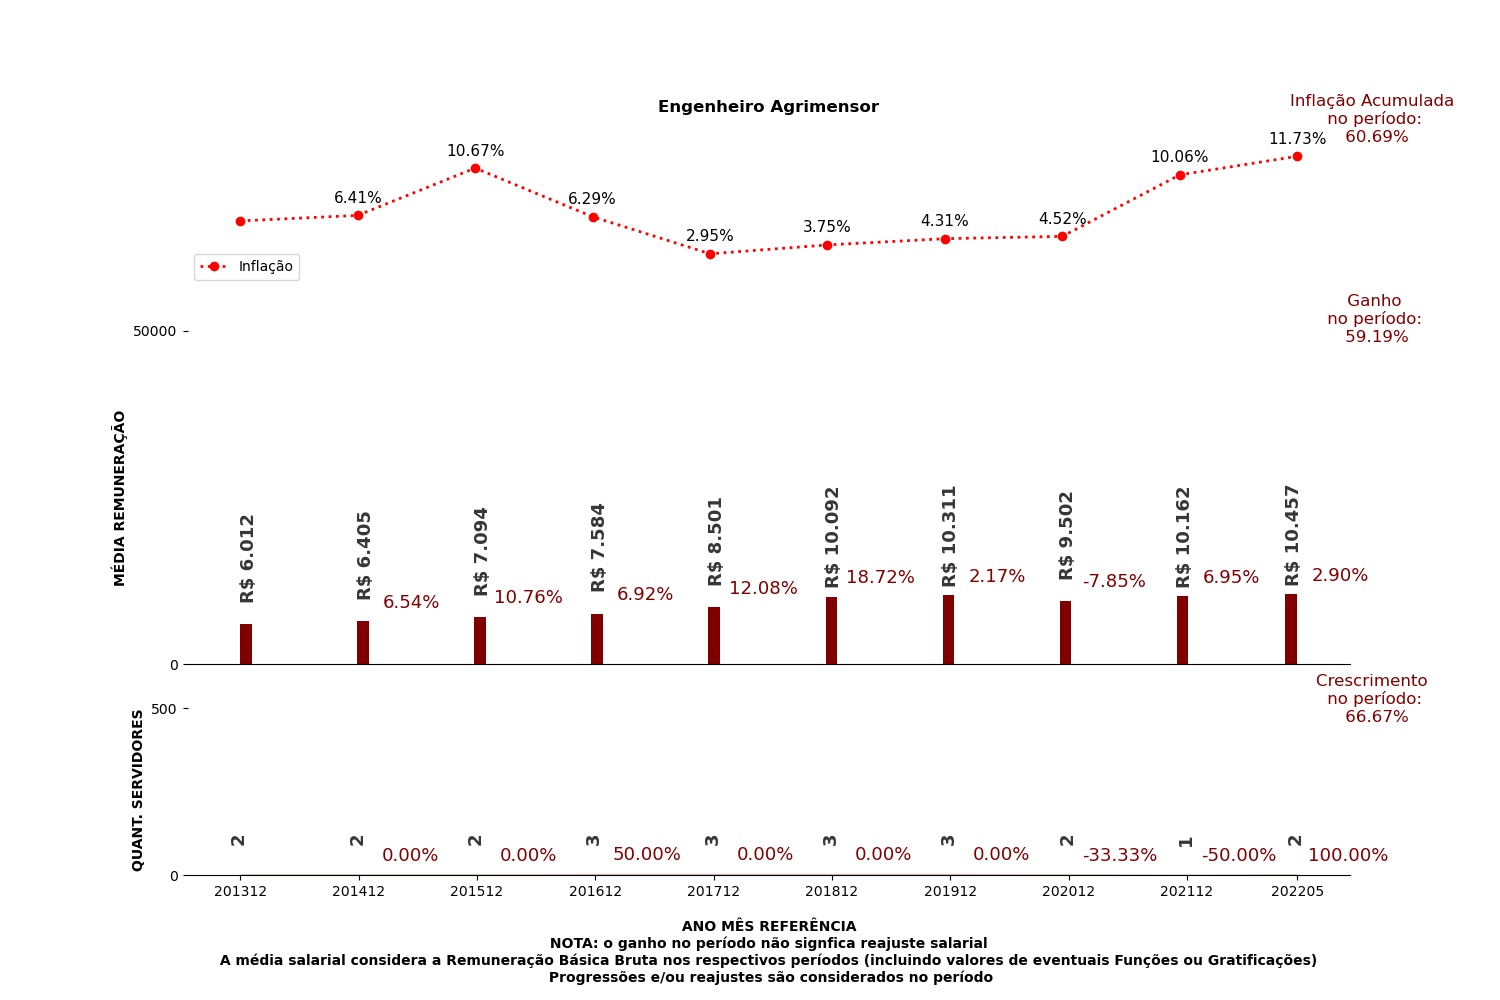 Engenheiro Agrimensor
Inflação Acumulada
no período:
60.69%
6.41%
10.67%
6.29%
2.95%
3.75%
4.31%
4.52%
10.06%
11.73%
Inflação
Ganho
no período:
59.19%
50000
0
MÉDIA REMUNERAÇÃO
R$ 6.012
R$ 6.405
R$ 7.094
R$ 7.584
R$ 8.501
R$ 10.092
R$ 10.311
R$ 9.502
R$ 10.162
R$ 10.457
6.54%
10.76%
6.92%
12.08%
18.72%
2.17%
-7.85%
6.95%
2.90%
Crescrimento
no período:
66.67%
500
0
QUANT. SERVIDORES
2
2
2
3
3
3
3
2
1
2
0.00%
0.00%
50.00%
0.00%
0.00%
0.00%
-33.33%
-50.00%
100.00%
201312
201412
201512
201612
201712
201812
201912
202012
202112
202205
ANO MÊS REFERÊNCIA
NOTA: o ganho no período não signfica reajuste salarial
A média salarial considera a Remuneração Básica Bruta nos respectivos períodos (incluindo valores de eventuais Funções ou Gratificações)
Progressões e/ou reajustes são considerados no período